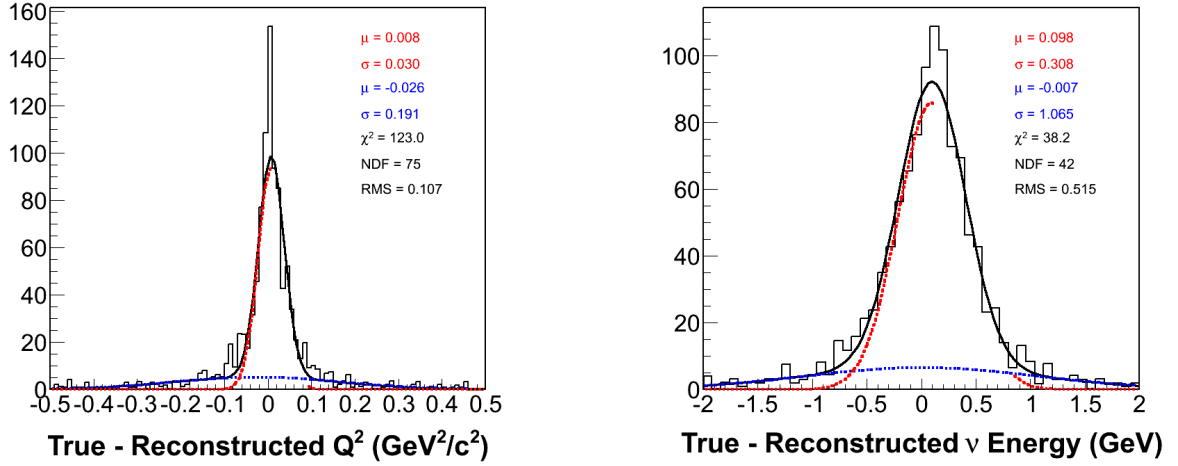 160
140
120
100
80
60
40
20
0
μ = 0.008
σ = 0.030
μ = -0.026
σ = 0.191
χ² = 123.0
NDF = 75
RMS = 0.107
-0.5 -0.4 -0.3 -0.2 -0.1 0 0.1 0.2 0.3 0.4 0.5
True - Reconstructed Q² (GeV²/c²)
100
80
60
40
20
0
μ = 0.098
σ = 0.308
μ = -0.007
σ = 1.065
χ² = 38.2
NDF = 42
RMS = 0.515
-2 -1.5 -1 -0.5 0 0.5 1 1.5 2
True - Reconstructed ν Energy (GeV)